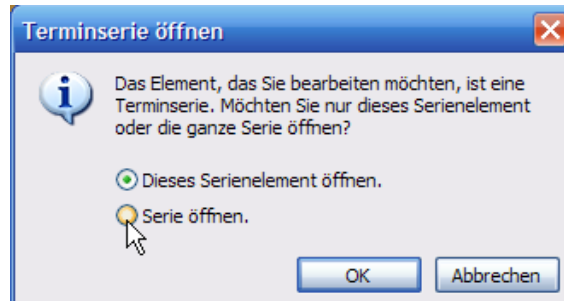 Terminserie öffnen
Das Element, das Sie bearbeiten möchten, ist eine
Terminserie. Möchten Sie nur dieses Serienelement
oder die ganze Serie öffnen?
Dieses Serienelement öffnen.
Serie öffnen.
OK Abbrechen